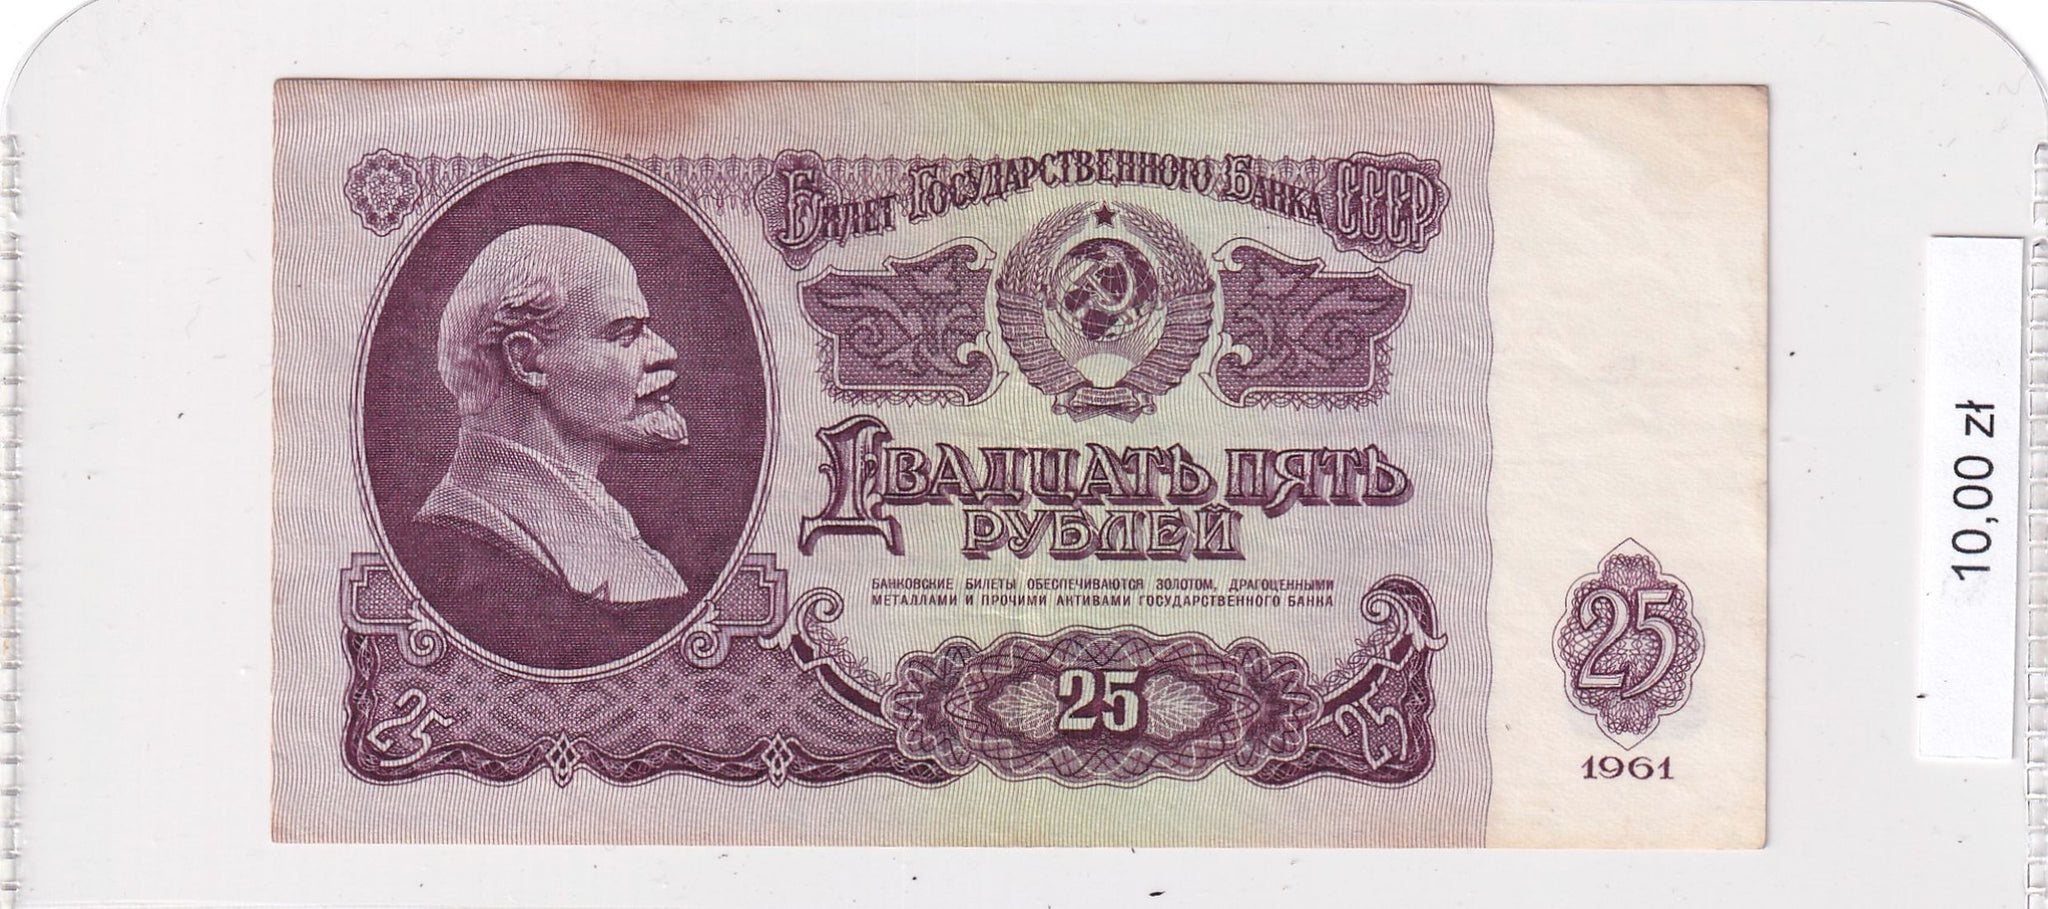 Билет Государственного Банка СССР
Двадцать пять
рублей
БАНКОВСКИЕ БИЛЕТЫ ОБЕСПЕЧИВАЮТСЯ ЗОЛОТОМ, ДРАГОЦЕННЫМИ
МЕТАЛЛАМИ И ПРОЧИМИ АКТИВАМИ ГОСУДАРСТВЕННОГО БАНКА
25
25
25
25
1961
10,00 zł